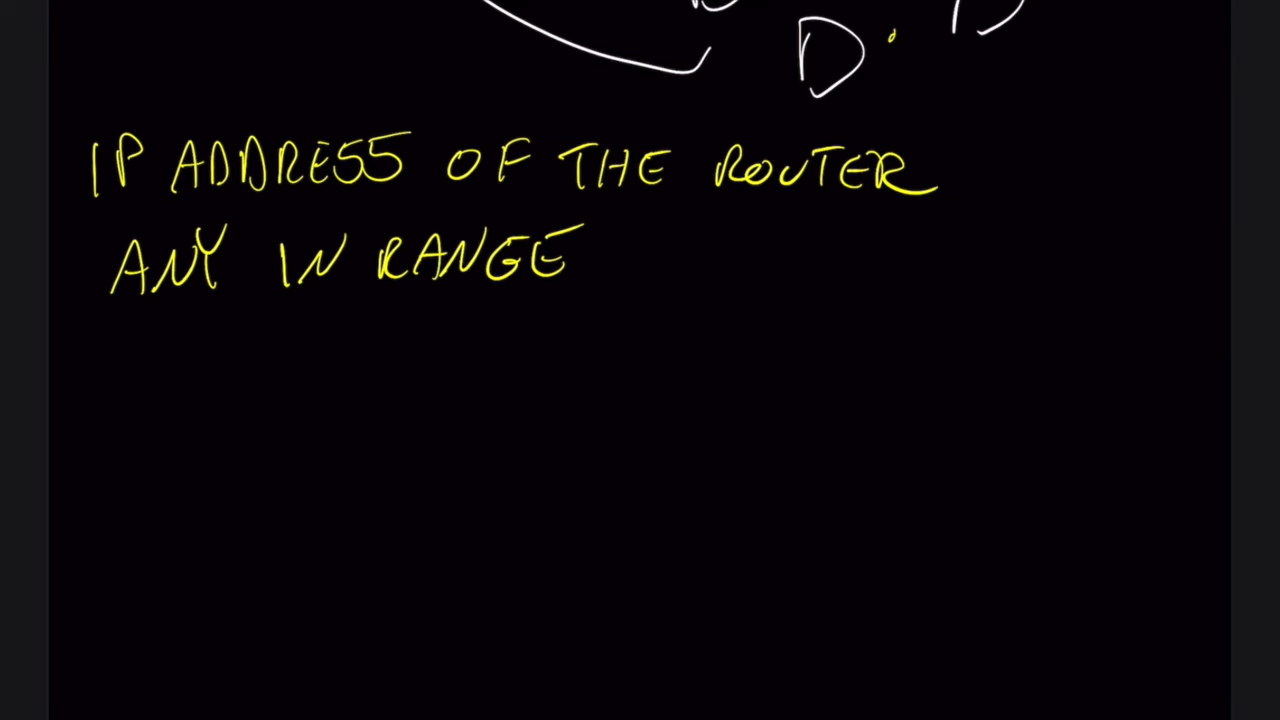 D
IP ADDRESS OF THE ROUTER
ANY IN RANGE